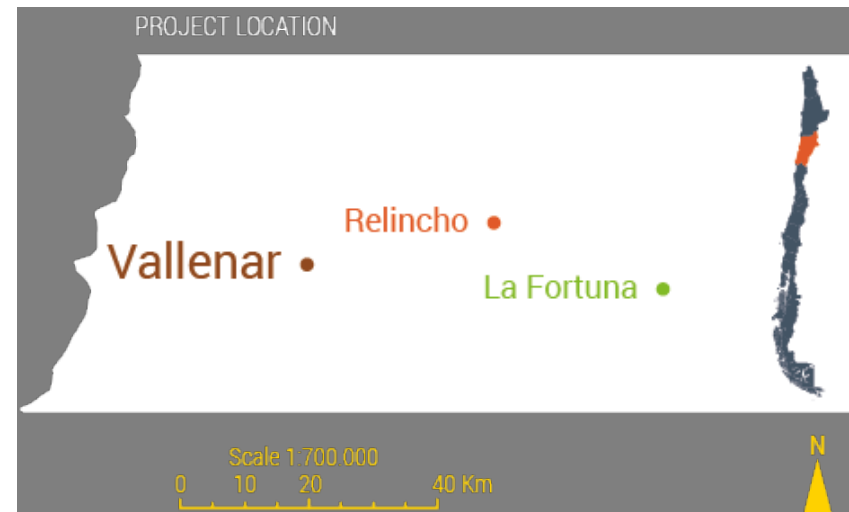 PROJECT LOCATION
Relincho
Vallenar
La Fortuna
N
Scale 1:700 000
0 10 20 40 Km